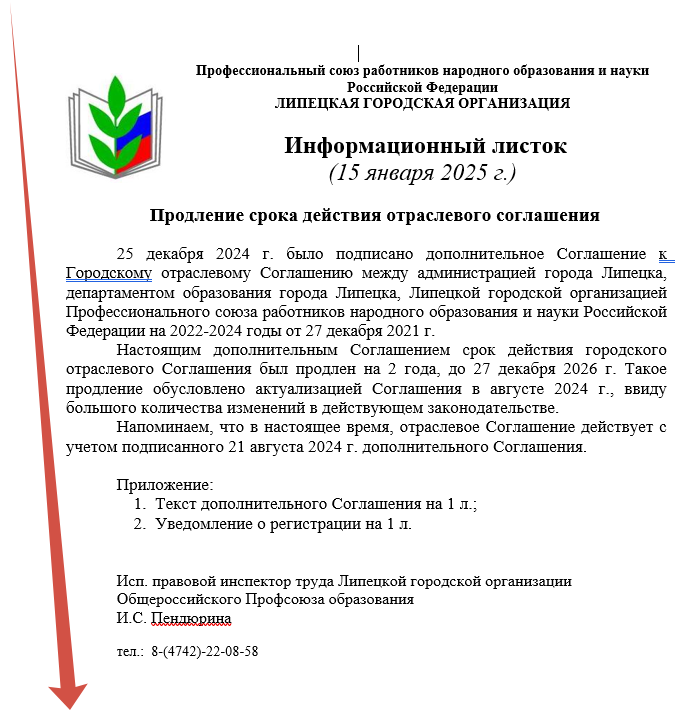 Профессиональный союз работников народного образования и науки
Российской Федерации
ЛИПЕЦКАЯ ГОРОДСКАЯ ОРГАНИЗАЦИЯ
Информационный листок
(15 января 2025 г.)
Продление срока действия отраслевого соглашения
25 декабря 2024 г. было подписано дополнительное Соглашение к
Городскому отраслевому Соглашению между администрацией города Липецка,
департаментом образования города Липецка, Липецкой городской организацией
Профессионального союза работников народного образования и науки Российской
Федерации на 2022-2024 годы от 27 декабря 2021 г.
Настоящим дополнительным Соглашением срок действия городского
отраслевого Соглашения был продлен на 2 года, до 27 декабря 2026 г. Такое
продление обусловлено актуализацией Соглашения в августе 2024 г., ввиду
большого количества изменений в действующем законодательстве.
Напоминаем, что в настоящее время, отраслевое Соглашение действует с
учетом подписанного 21 августа 2024 г. дополнительного Соглашения.
Приложение:
1. Текст дополнительного Соглашения на 1 л.;
2. Уведомление о регистрации на 1 л.
Исп. правовой инспектор труда Липецкой городской организации
Общероссийского Профсоюза образования
И.С. Пендюрина
тел.: 8-(4742)-22-08-58